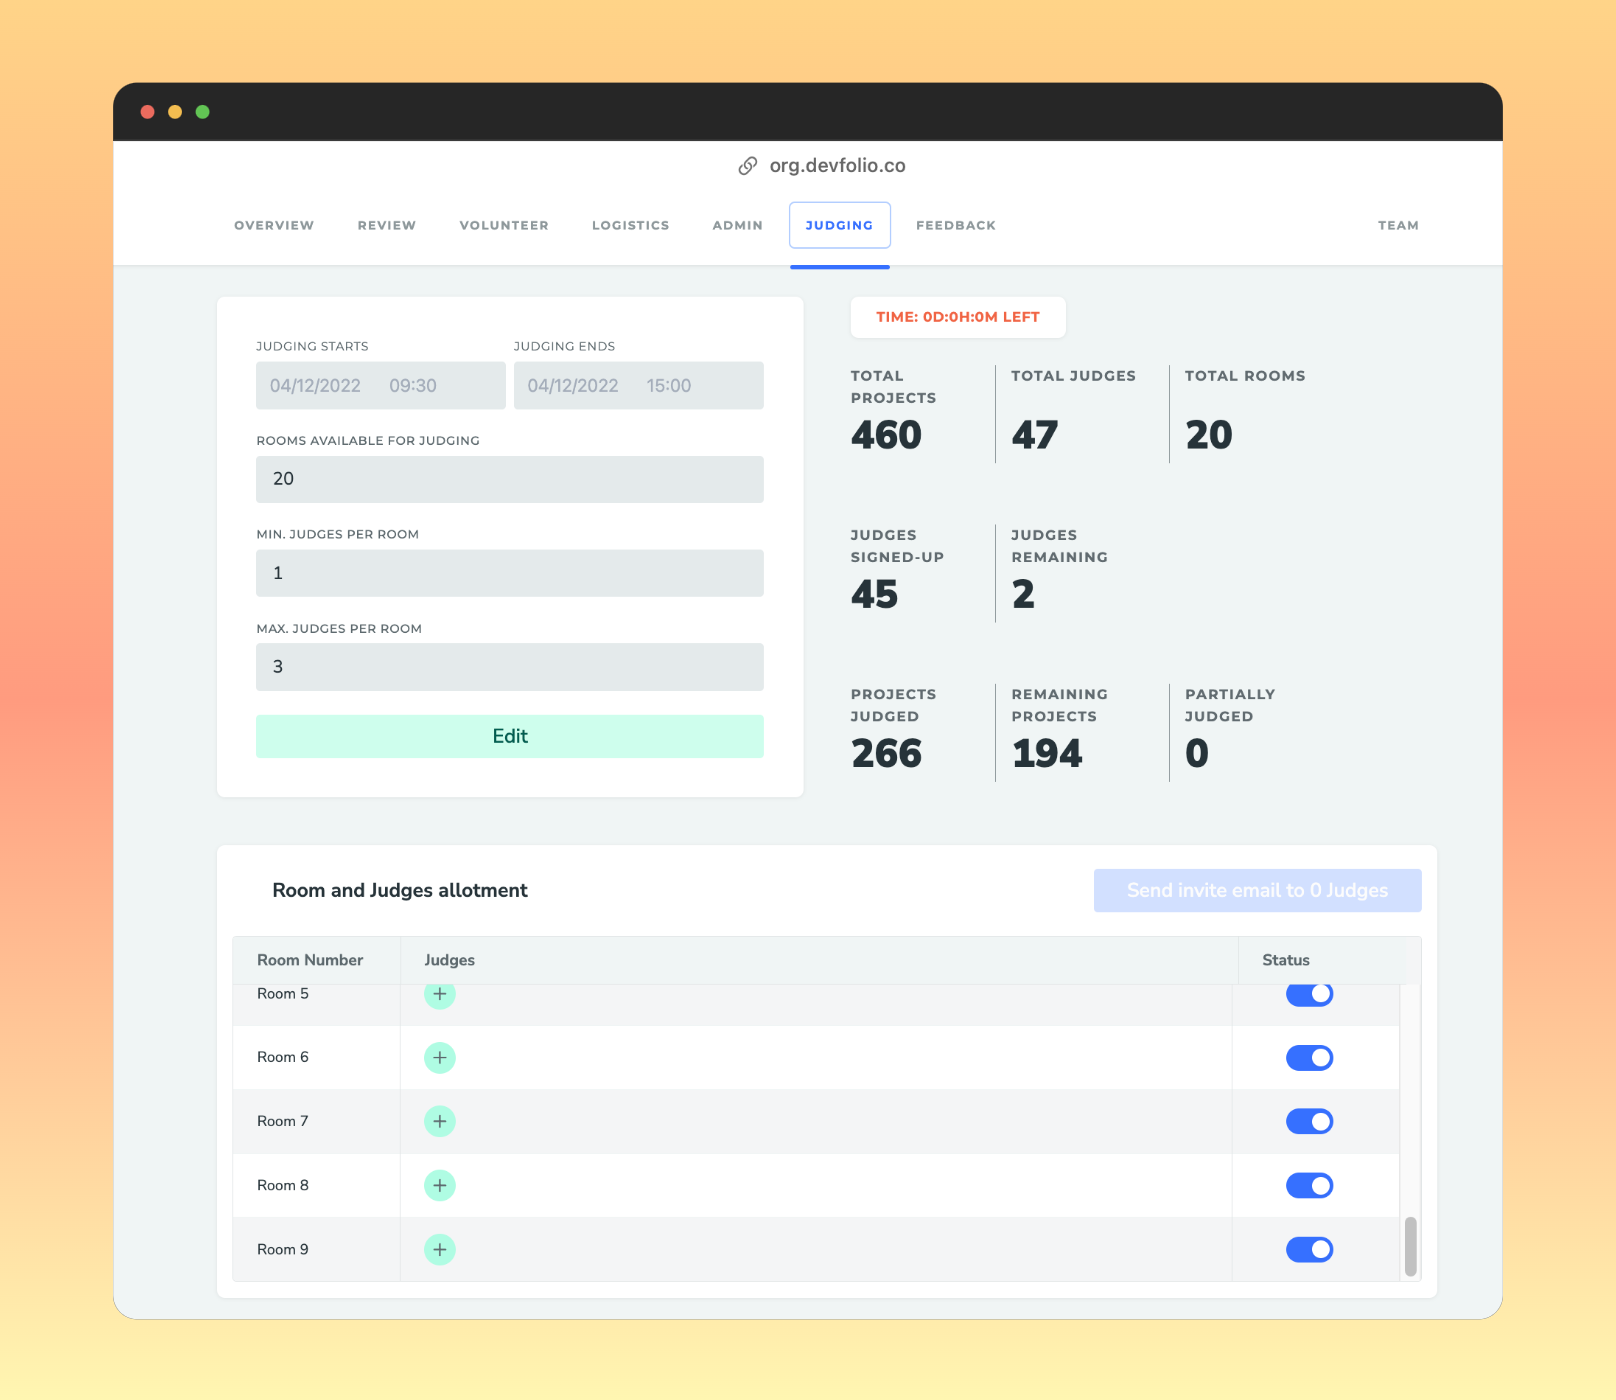 org.devfolio.co
OVERVIEW REVIEW VOLUNTEER LOGISTICS ADMIN JUDGING FEEDBACK TEAM
JUDGING STARTS
04/12/2022 09:30
JUDGING ENDS
04/12/2022 15:00
ROOMS AVAILABLE FOR JUDGING
20
MIN. JUDGES PER ROOM
1
MAX. JUDGES PER ROOM
3
Edit
TIME: 0D:0H:0M LEFT
TOTAL
PROJECTS
460
TOTAL JUDGES
47
TOTAL ROOMS
20
JUDGES
SIGNED-UP
45
JUDGES
REMAINING
2
PROJECTS
JUDGED
266
REMAINING
PROJECTS
194
PARTIALLY
JUDGED
0
Room and Judges allotment
Send invite email to 0 Judges
Room Number Judges Status
Room 5
Room 6
Room 7
Room 8
Room 9